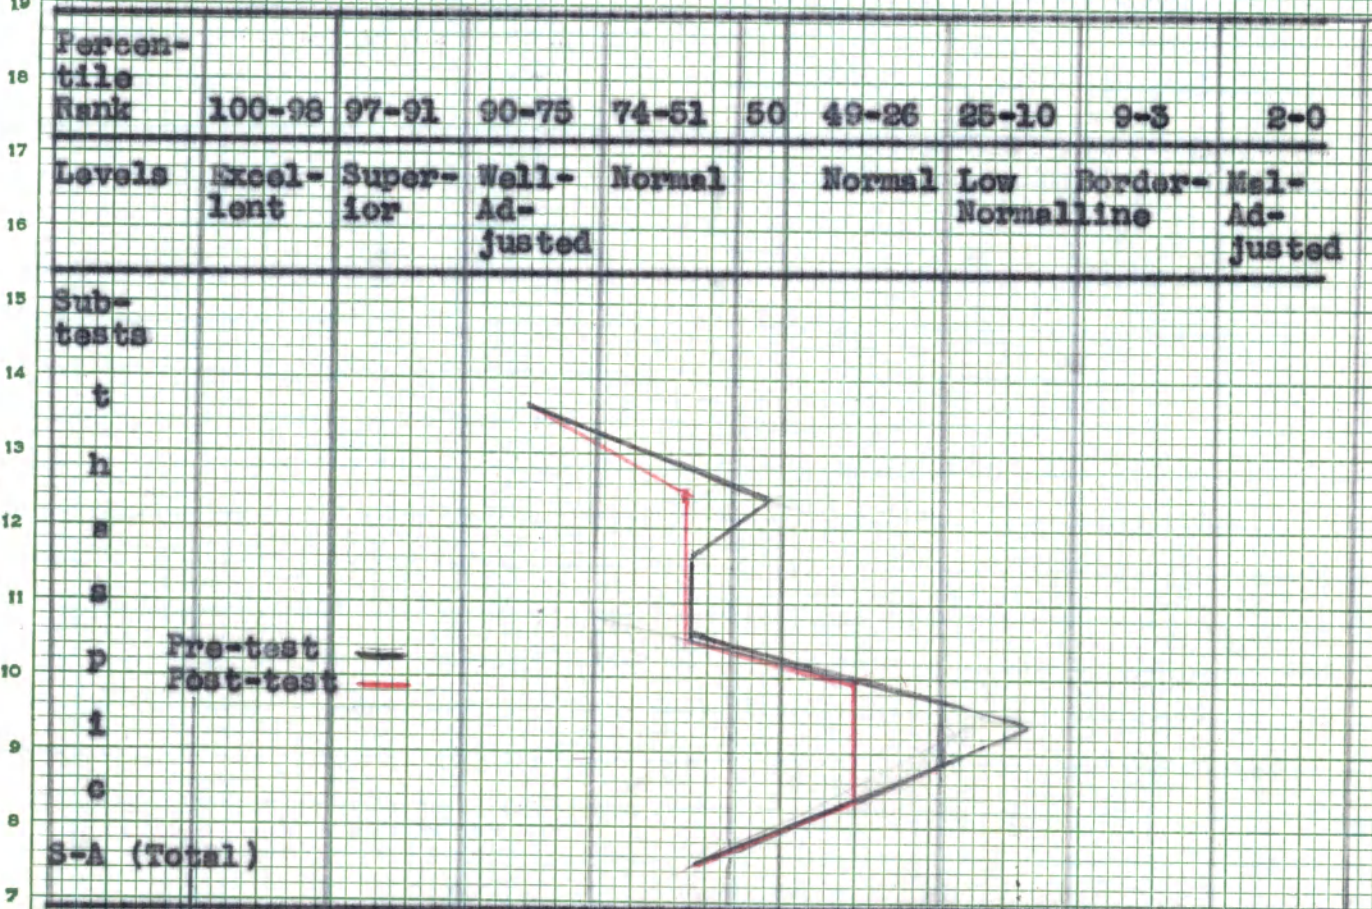 19
Percen-
18 tile
Rank 100-98 97-91 90-75 74-51 50 49-26 25-10 9-3 2-0
17
Levels Excel- Super- Well- Normal Normal Low Border- Mal-
16 lent ior Ad- Normal line Ad-
justed justed
15 Sub-
tests
14
t
13
h
12
a
11 s
Pre-test
10 p
Post-test
i
9
c
8
S-A (Total)
7